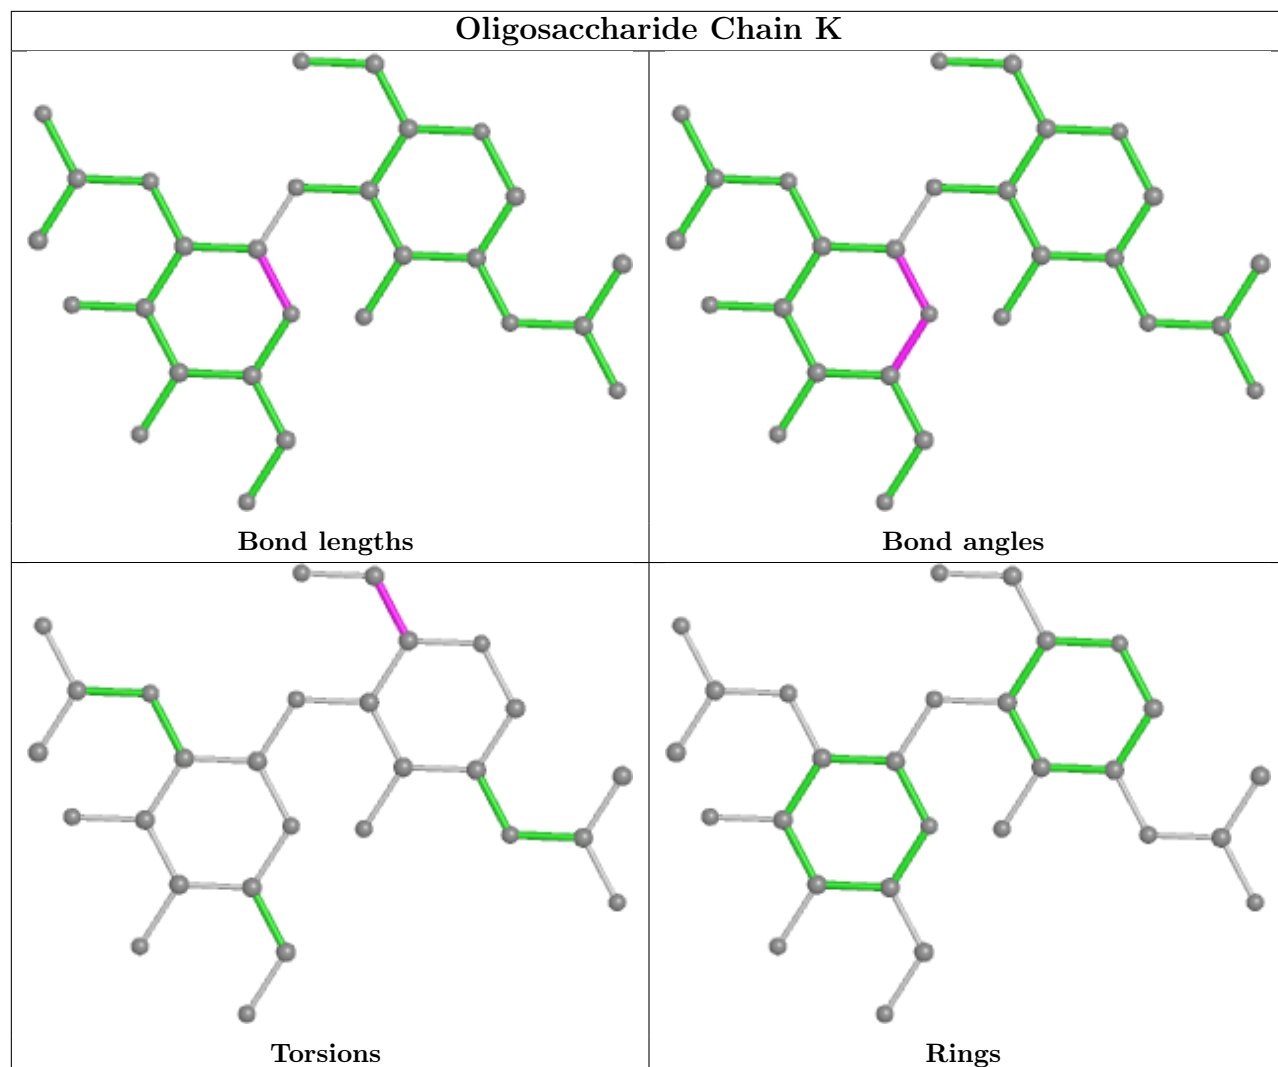 Oligosaccharide Chain K
Bond lengths
Bond angles
Torsions
Rings